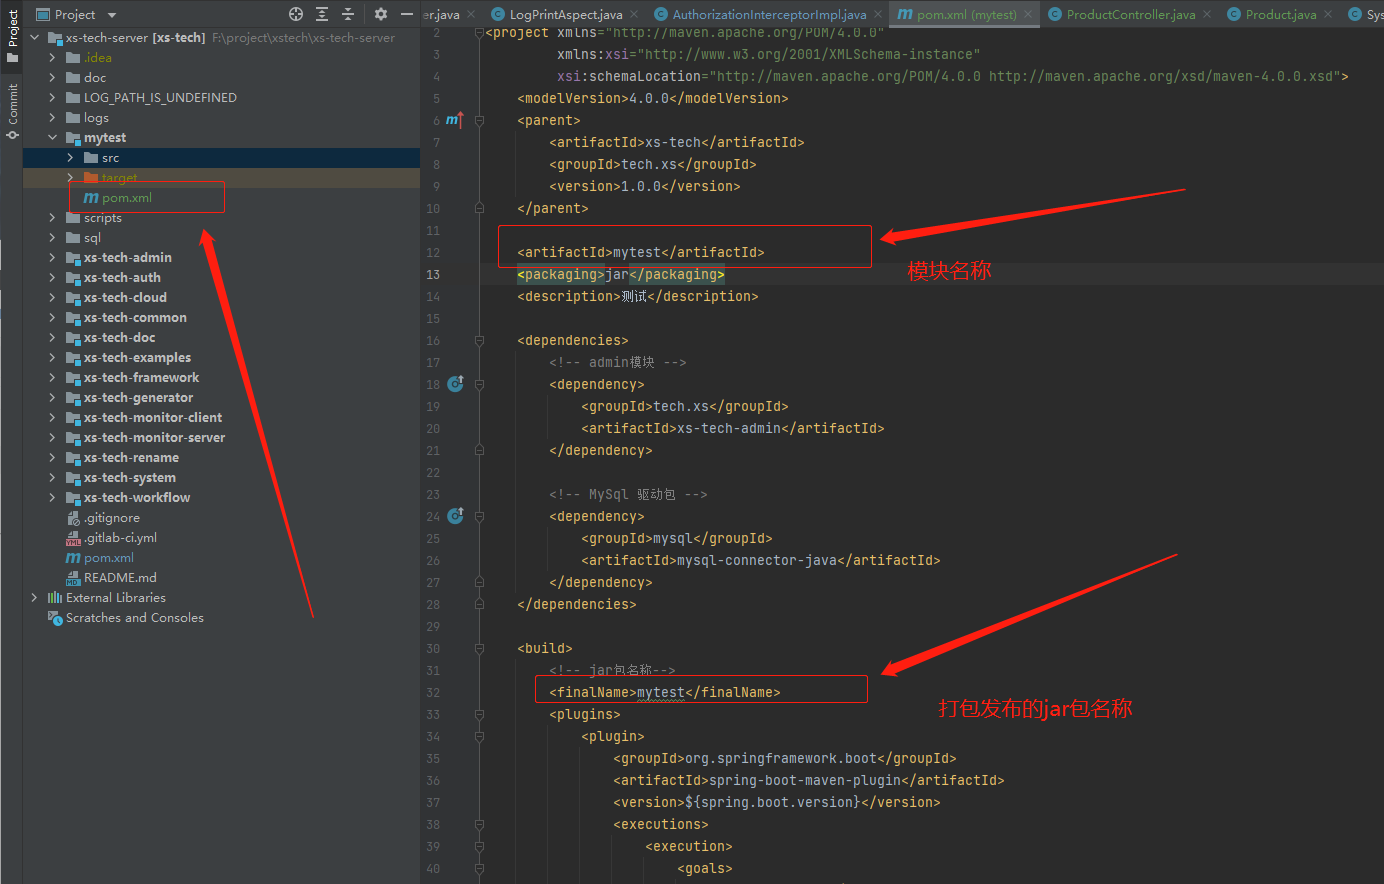 Project
er.java
LogPrintAspect.java
AuthorizationInterceptorImpl.java
pom.xml (mytest)
ProductController.java
Product.java
Sys
Project
Commit
xs-tech-server [xs-tech] F:\project\xstech\xs-tech-server
.idea
doc
LOG_PATH_IS_UNDEFINED
logs
mytest
src
target
pom.xml
scripts
sql
xs-tech-admin
xs-tech-auth
xs-tech-cloud
xs-tech-common
xs-tech-doc
xs-tech-examples
xs-tech-framework
xs-tech-generator
xs-tech-monitor-client
xs-tech-monitor-server
xs-tech-rename
xs-tech-system
xs-tech-workflow
.gitignore
.gitlab-ci.yml
pom.xml
README.md
External Libraries
Scratches and Consoles
2 <project xmlns="http://maven.apache.org/POM/4.0.0"
3 xmlns:xsi="http://www.w3.org/2001/XMLSchema-instance"
4 xsi:schemaLocation="http://maven.apache.org/POM/4.0.0 http://maven.apache.org/xsd/maven-4.0.0.xsd">
5 <modelVersion>4.0.0</modelVersion>
6 <parent>
7 <artifactId>xs-tech</artifactId>
8 <groupId>tech.xs</groupId>
9 <version>1.0.0</version>
10 </parent>
11
12 <artifactId>mytest</artifactId>
模块名称
13 <packaging>jar</packaging>
14 <description>测试</description>
15
16 <dependencies>
17 <!-- admin模块 -->
18 <dependency>
19 <groupId>tech.xs</groupId>
20 <artifactId>xs-tech-admin</artifactId>
21 </dependency>
22
23 <!-- MySql 驱动包 -->
24 <dependency>
25 <groupId>mysql</groupId>
26 <artifactId>mysql-connector-java</artifactId>
27 </dependency>
28 </dependencies>
29
30 <build>
31 <!-- jar包名称-->
32 <finalName>mytest</finalName>
打包发布的jar包名称
33 <plugins>
34 <plugin>
35 <groupId>org.springframework.boot</groupId>
36 <artifactId>spring-boot-maven-plugin</artifactId>
37 <version>${spring.boot.version}</version>
38 <executions>
39 <execution>
40 <goals>